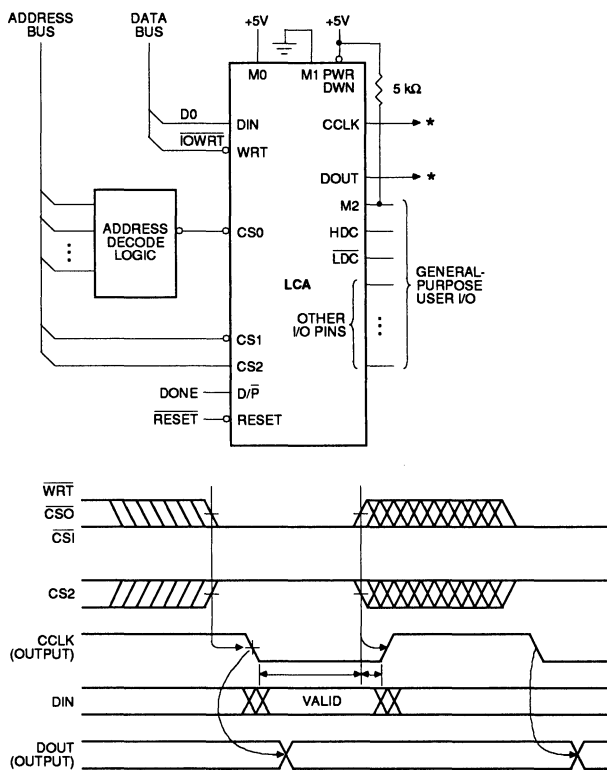 ADDRESS
BUS
DATA
BUS
+5V
+5V
M0
M1
PWR
DWN
5 kΩ
D0
DIN
CCLK
*
IOWRT
WRT
DOUT
*
M2
ADDRESS
DECODE
LOGIC
CS0
HDC
LDC
LCA
GENERAL-
PURPOSE
USER I/O
OTHER
I/O PINS
CS1
CS2
DONE
D/P
RESET
RESET
WRT
CSO
CSI
CS2
CCLK
(OUTPUT)
DIN
VALID
DOUT
(OUTPUT)